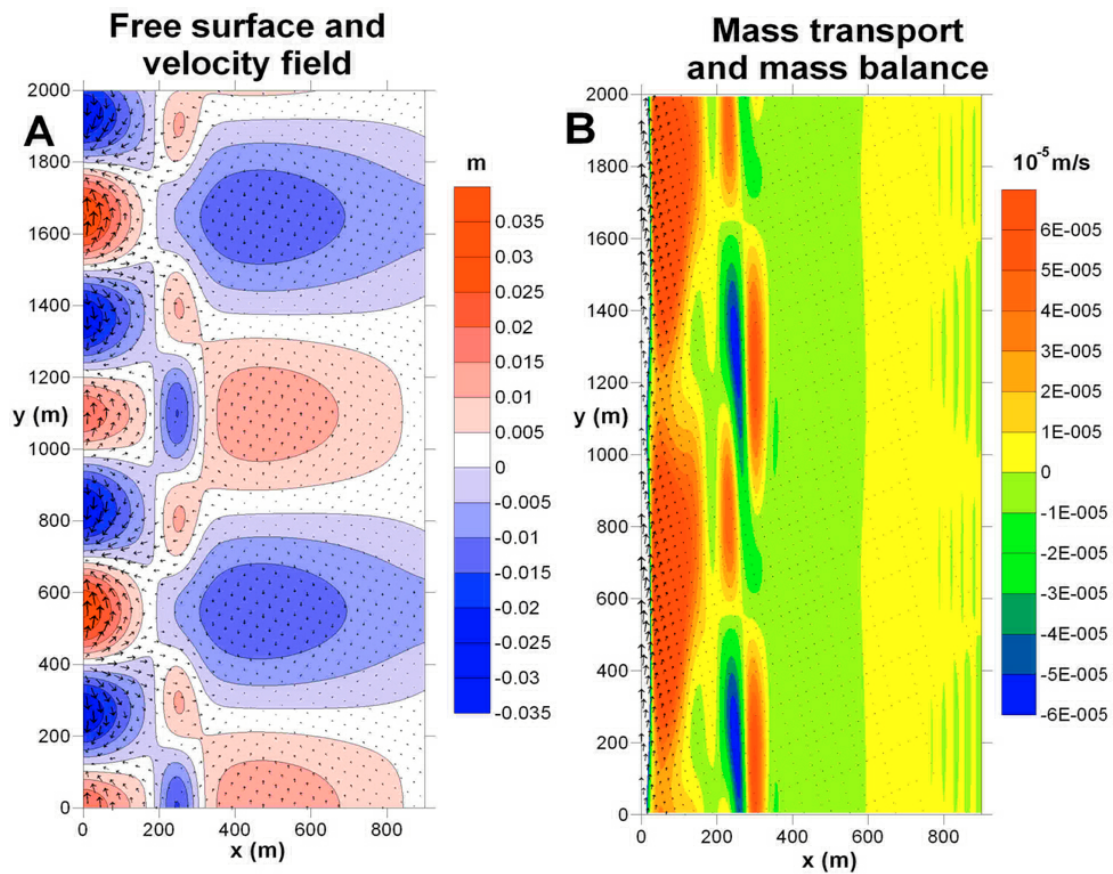 Free surface and
velocity field
A
2000
1800
1600
1400
1200
y (m)
1000
800
600
400
200
0
0 200 400 600 800
x (m)
m
0.035
0.03
0.025
0.02
0.015
0.01
0.005
0
-0.005
-0.01
-0.015
-0.02
-0.025
-0.03
-0.035
Mass transport
and mass balance
B
2000
1800
1600
1400
1200
y (m)
1000
800
600
400
200
0
0 200 400 600 800
x (m)
10⁻⁵ m/s
6E-005
5E-005
4E-005
3E-005
2E-005
1E-005
0
-1E-005
-2E-005
-3E-005
-4E-005
-5E-005
-6E-005